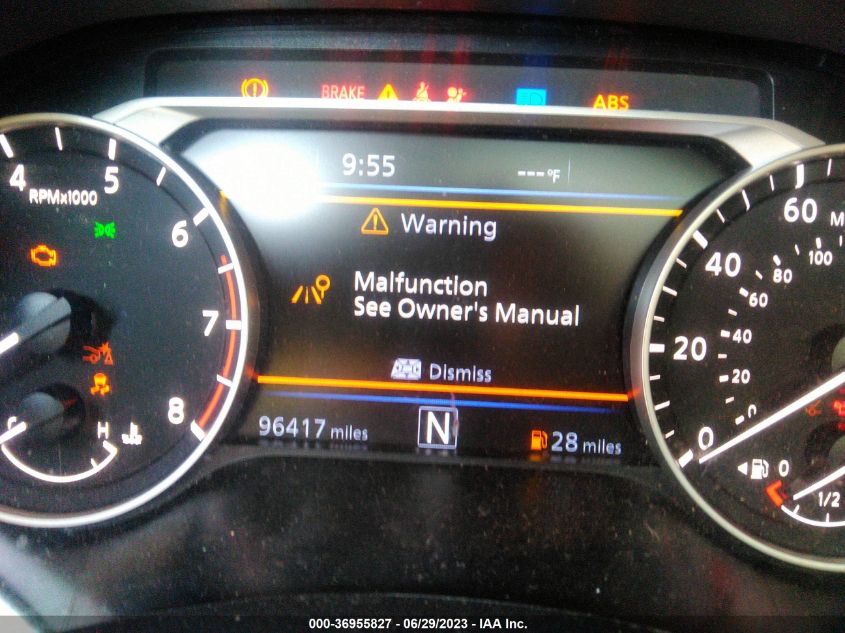 BRAKE
ABS
9:55
---°F
4
5
6
7
8
RPMx1000
Warning
Malfunction
See Owner's Manual
Dismiss
96417 miles
N
28 miles
C
H
0
20
40
60
M
0
20
40
60
80
100
0
1/2
000-36955827 - 06/29/2023 - IAA Inc.